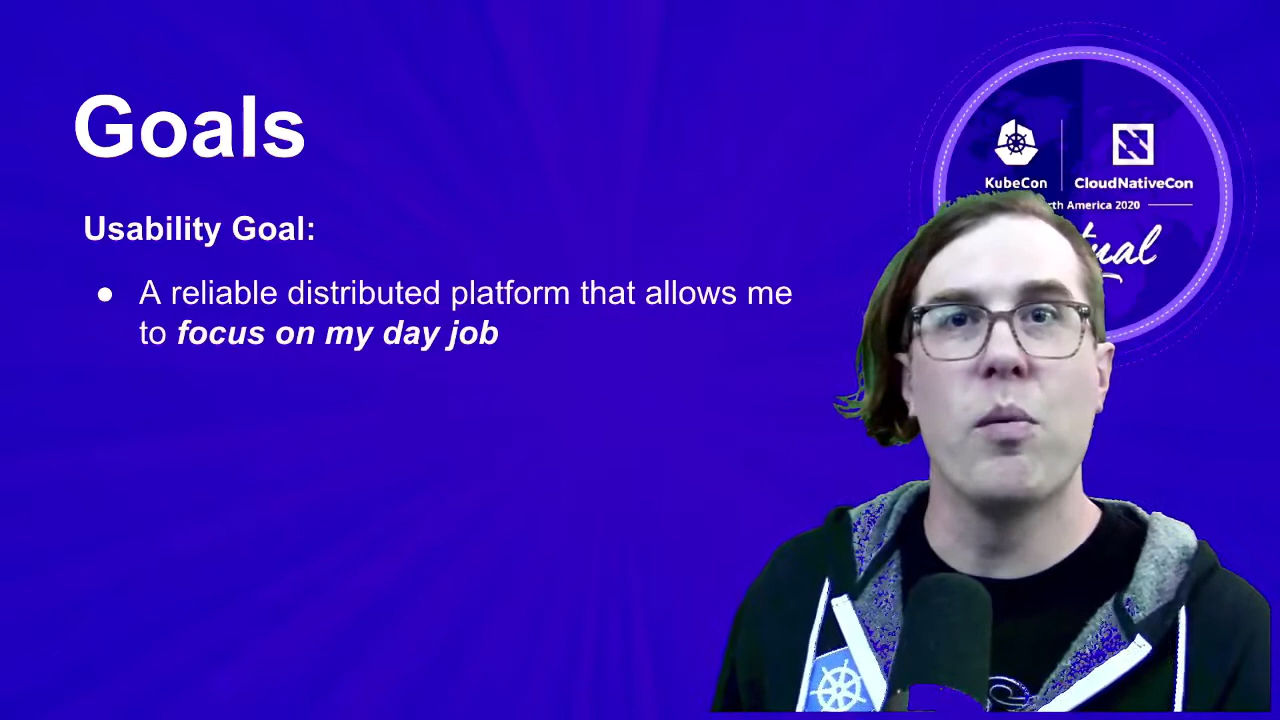 Goals
KubeCon
CloudNativeCon
America 2020
Usability Goal:
● A reliable distributed platform that allows me
to focus on my day job